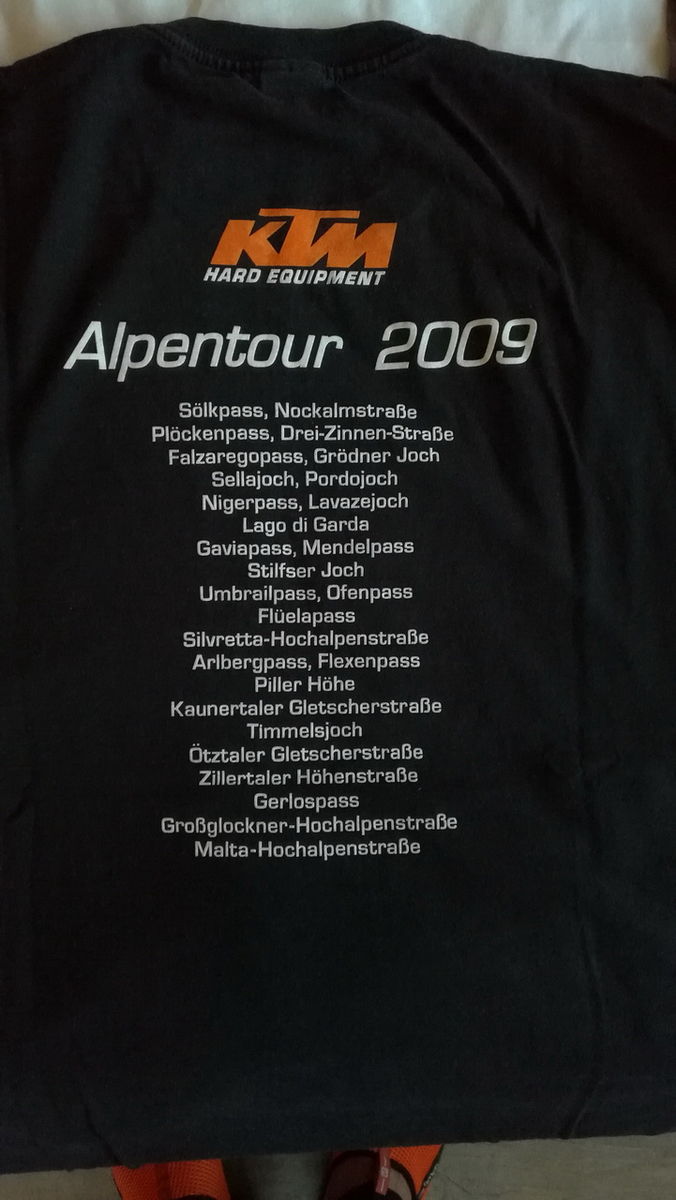 KTM
HARD EQUIPMENT
Alpentour 2009
Sölkpass, Nockalmstraße
Plöckenpass, Drei-Zinnen-Straße
Falzaregopass, Grödner Joch
Sellajoch, Pordojoch
Nigerpass, Lavazejoch
Lago di Garda
Gaviapass, Mendelpass
Stilfser Joch
Umbrailpass, Ofenpass
Flüelapass
Silvretta-Hochalpenstraße
Arlbergpass, Flexenpass
Piller Höhe
Kaunertaler Gletscherstraße
Timmelsjoch
Ötztaler Gletscherstraße
Zillertaler Höhenstraße
Gerlospass
Großglockner-Hochalpenstraße
Malta-Hochalpenstraße